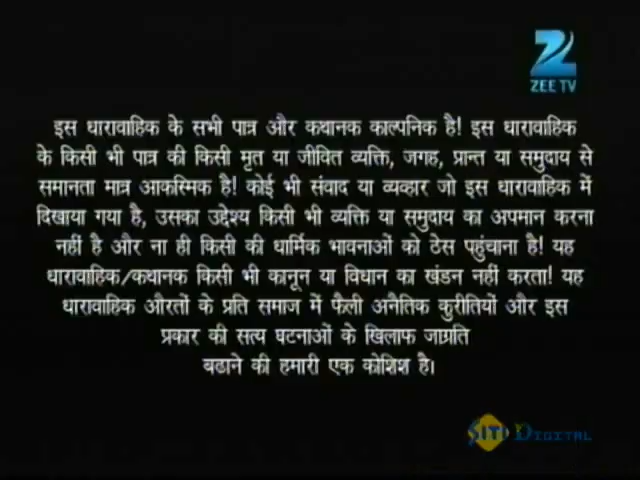 ZEE TV
इस धारावाहिक के सभी पात्र और कथानक काल्पनिक है! इस धारावाहिक
के किसी भी पात्र की किसी मृत या जीवित व्यक्ति, जगह, प्रान्त या समुदाय से
समानता मात्र आकस्मिक है! कोई भी संवाद या व्यव्हार जो इस धारावाहिक में
दिखाया गया है, उसका उद्देश्य किसी भी व्यक्ति या समुदाय का अपमान करना
नहीं है और ना ही किसी की धार्मिक भावनाओं को ठेस पहुंचाना है! यह
धारावाहिक/कथानक किसी भी कानून या विधान का खंडन नहीं करता! यह
धारावाहिक औरतों के प्रति समाज में फैली अनैतिक कुरीतियों और इस
प्रकार की सत्य घटनाओं के खिलाफ जाग्रति
बढाने की हमारी एक कोशिश है।
SITI DIGITAL